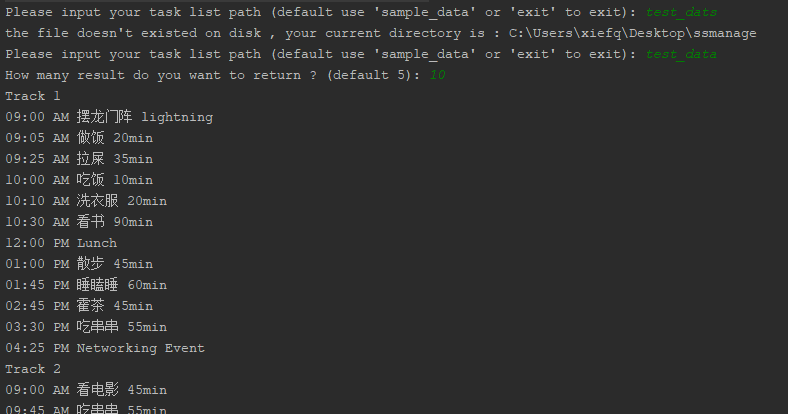 Please input your task list path (default use 'sample_data' or 'exit' to exit): test_dats
the file doesn't existed on disk , your current directory is : C:\Users\xiefq\Desktop\ssmanage
Please input your task list path (default use 'sample_data' or 'exit' to exit): test_data
How many result do you want to return ? (default 5): 10
Track 1
09:00 AM 摆龙门阵 lightning
09:05 AM 做饭 20min
09:25 AM 拉屎 35min
10:00 AM 吃饭 10min
10:10 AM 洗衣服 20min
10:30 AM 看书 90min
12:00 PM Lunch
01:00 PM 散步 45min
01:45 PM 睡瞌睡 60min
02:45 PM 霍茶 45min
03:30 PM 吃串串 55min
04:25 PM Networking Event
Track 2
09:00 AM 看电影 45min
09:45 AM 吃串串 55min